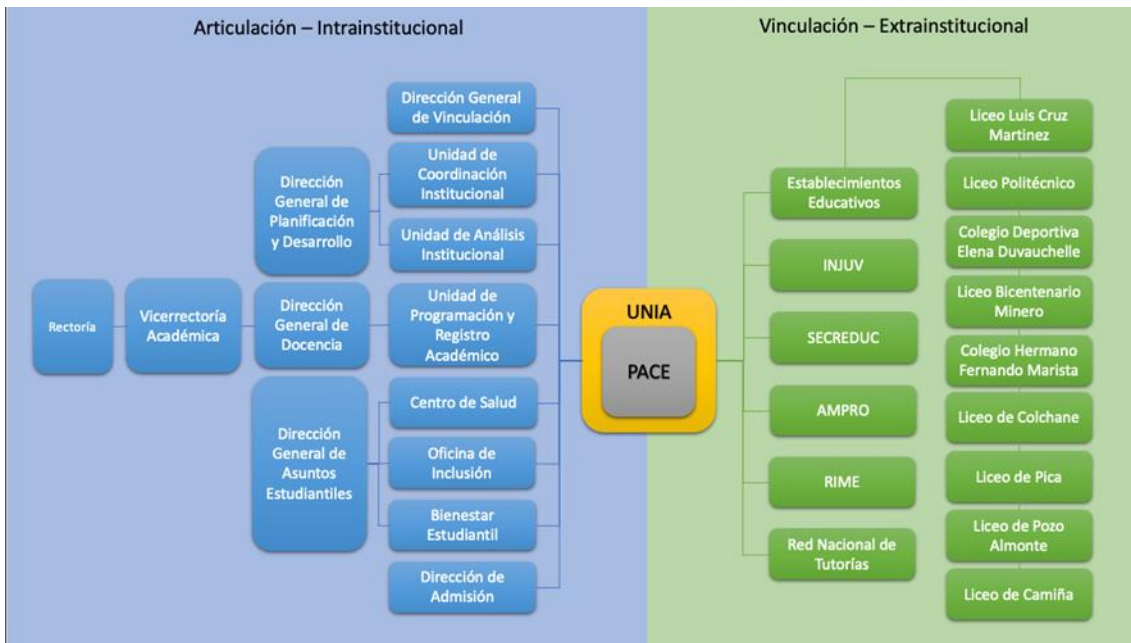 Articulación – Intrainstitucional
Vinculación – Extrainstitucional
Rectoría
Vicerrectoría
Académica
Dirección
General de
Planificación
y Desarrollo
Dirección
General de
Docencia
Dirección
General de
Asuntos
Estudiantiles
Dirección General
de Vinculación
Unidad de
Coordinación
Institucional
Unidad de Análisis
Institucional
Unidad de
Programación y
Registro
Académico
Centro de Salud
Oficina de
Inclusión
Bienestar
Estudiantil
Dirección de
Admisión
UNIA
PACE
Establecimientos
Educativos
INJUV
SECREDUC
AMPRO
RIME
Red Nacional de
Tutorías
Liceo Luis Cruz
Martinez
Liceo Politécnico
Colegio Deportiva
Elena Duvauchelle
Liceo Bicentenario
Minero
Colegio Hermano
Fernando Marista
Liceo de Colchane
Liceo de Pica
Liceo de Pozo
Almonte
Liceo de Camiña